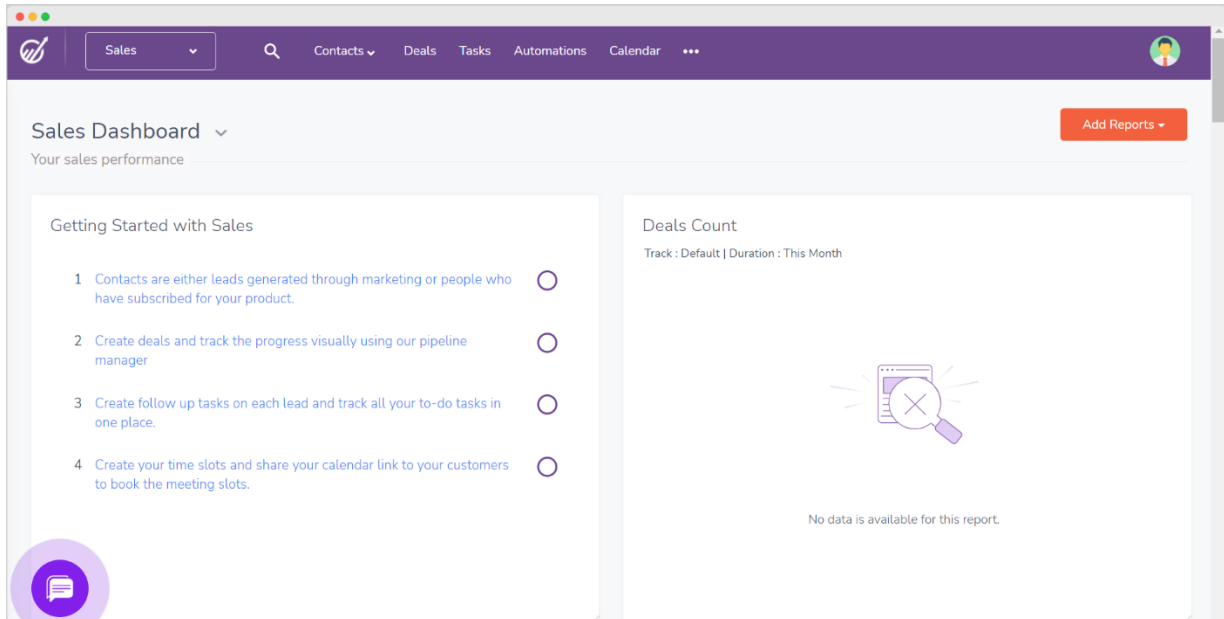 Sales
Contacts
Deals
Tasks
Automations
Calendar
Sales Dashboard
Add Reports
Your sales performance
Getting Started with Sales
1 Contacts are either leads generated through marketing or people who
have subscribed for your product.
2 Create deals and track the progress visually using our pipeline
manager
3 Create follow up tasks on each lead and track all your to-do tasks in
one place.
4 Create your time slots and share your calendar link to your customers
to book the meeting slots.
Deals Count
Track : Default | Duration : This Month
No data is available for this report.